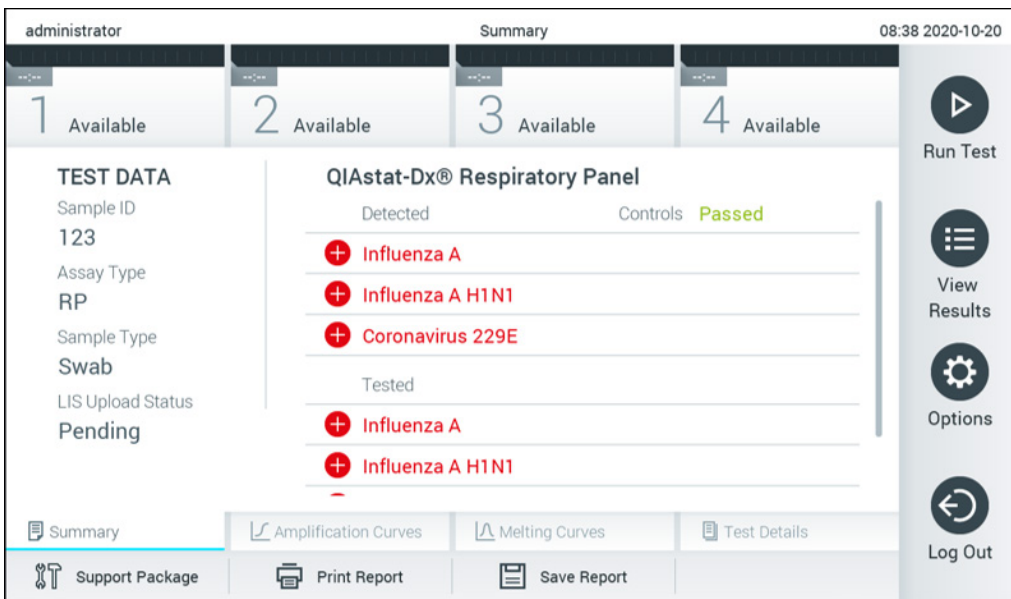 administrator
Summary
08:38 2020-10-20
--:--
--:--
--:--
--:--
1 Available
2 Available
3 Available
4 Available
Run Test
TEST DATA
Sample ID
123
Assay Type
RP
Sample Type
Swab
LIS Upload Status
Pending
QIAstat-Dx® Respiratory Panel
Detected
Controls Passed
Influenza A
Influenza A H1N1
Coronavirus 229E
Tested
Influenza A
Influenza A H1N1
View
Results
Options
Log Out
Summary
Amplification Curves
Melting Curves
Test Details
Support Package
Print Report
Save Report